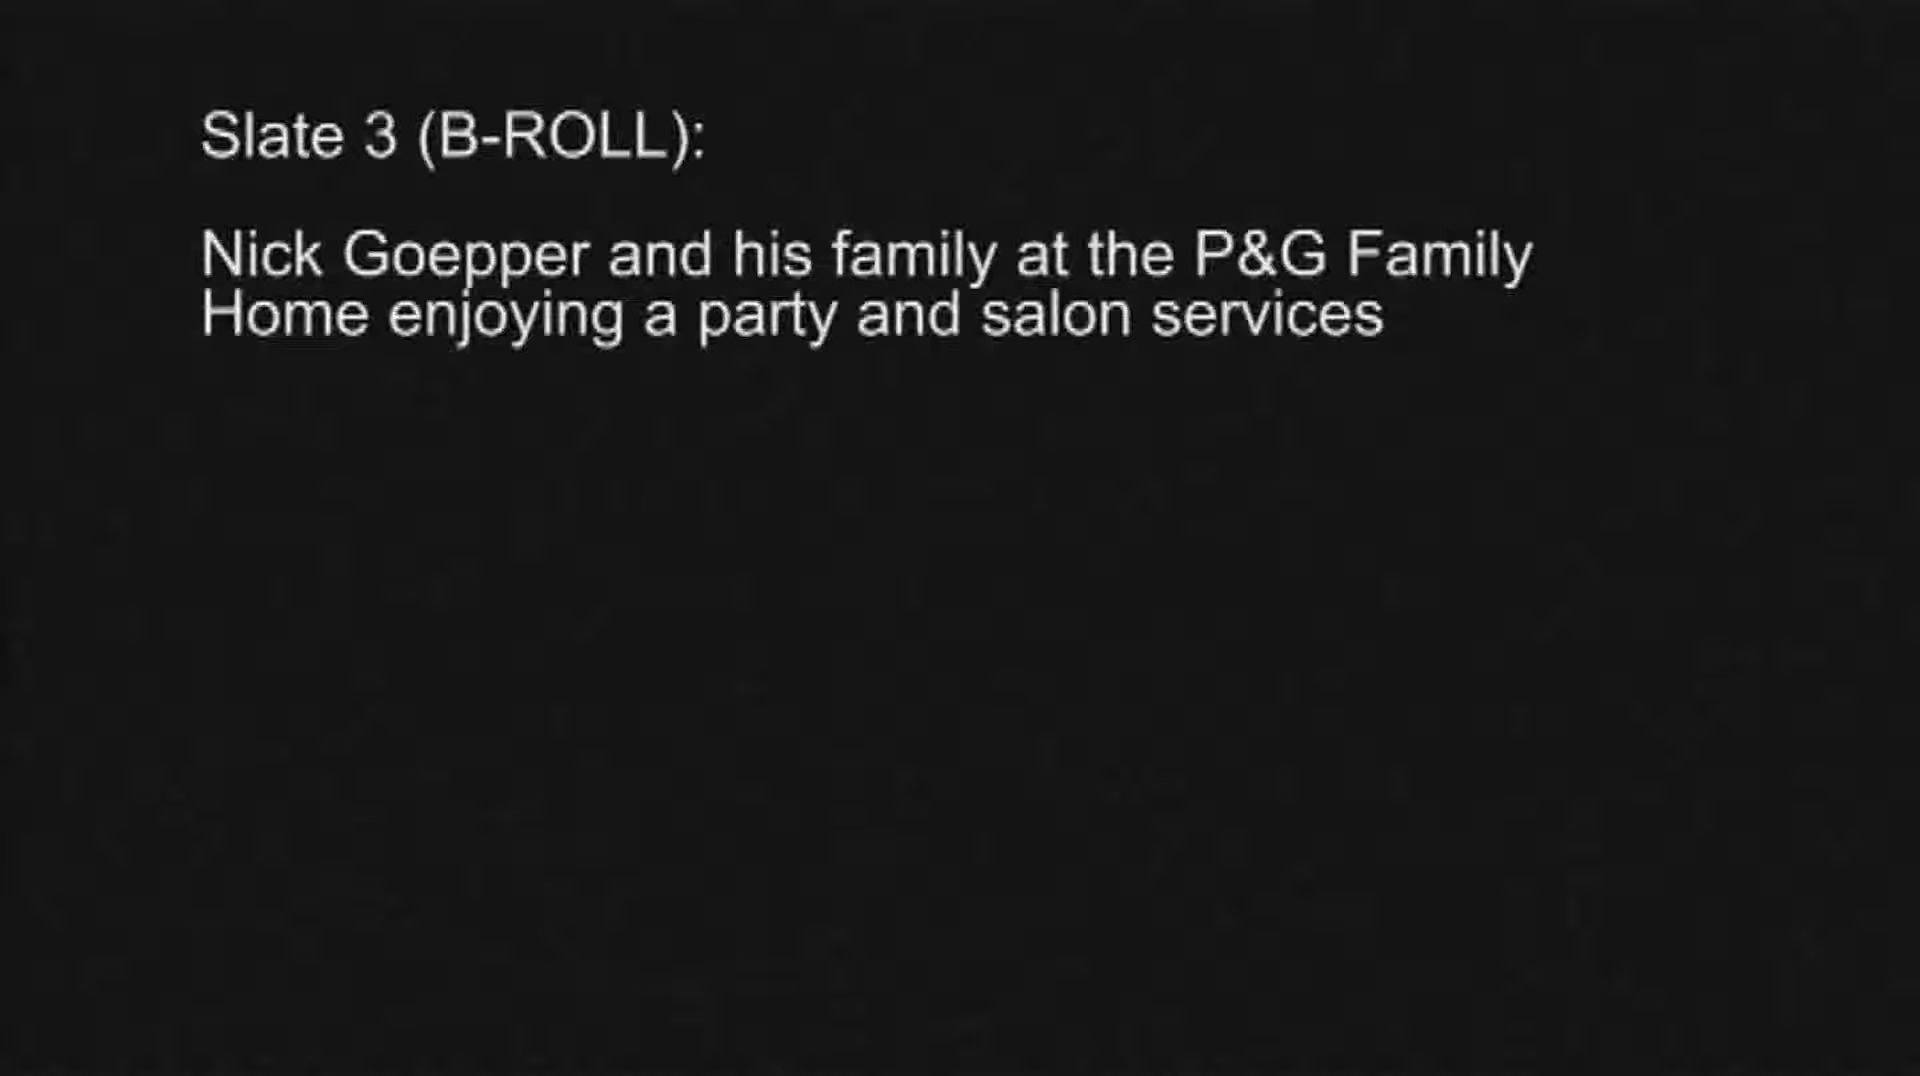 Slate 3 (B-ROLL):
Nick Goepper and his family at the P&G Family
Home enjoying a party and salon services